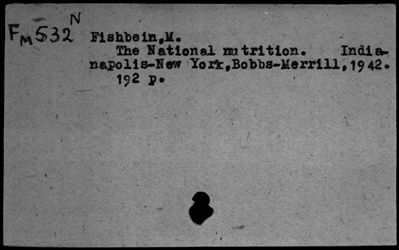 N
FM532
Fishbein,M.
The National nutrition. India-
napolis-New York,Bobbs-Merrill,1942.
192 p.